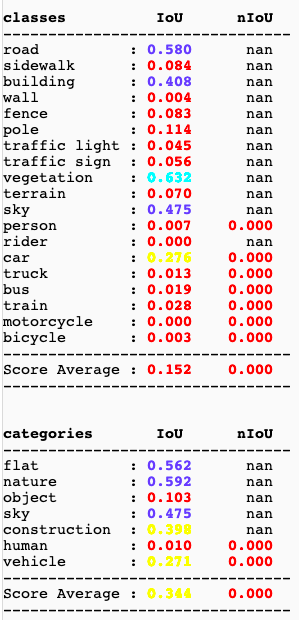 classes IoU nIoU
--------------------------------
road : 0.580 nan
sidewalk : 0.084 nan
building : 0.408 nan
wall : 0.004 nan
fence : 0.083 nan
pole : 0.114 nan
traffic light : 0.045 nan
traffic sign : 0.056 nan
vegetation : 0.632 nan
terrain : 0.070 nan
sky : 0.475 nan
person : 0.007 0.000
rider : 0.000 nan
car : 0.276 0.000
truck : 0.013 0.000
bus : 0.019 0.000
train : 0.028 0.000
motorcycle : 0.000 0.000
bicycle : 0.003 0.000
--------------------------------
Score Average : 0.152 0.000
--------------------------------
categories IoU nIoU
--------------------------------
flat : 0.562 nan
nature : 0.592 nan
object : 0.103 nan
sky : 0.475 nan
construction : 0.398 nan
human : 0.010 0.000
vehicle : 0.271 0.000
--------------------------------
Score Average : 0.344 0.000
--------------------------------